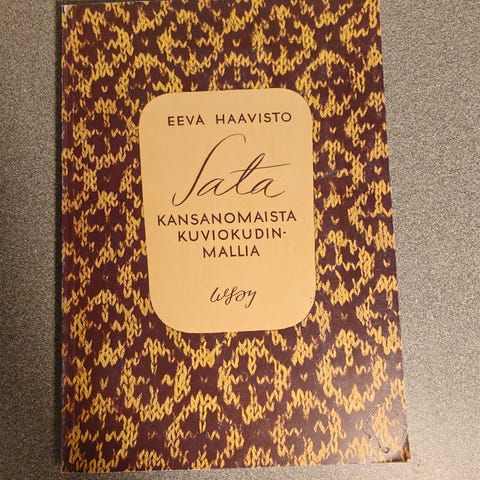 EEVA HAAVISTO
Sata
KANSANOMAISTA
KUVIOKUDIN-
MALLIA
wsoy